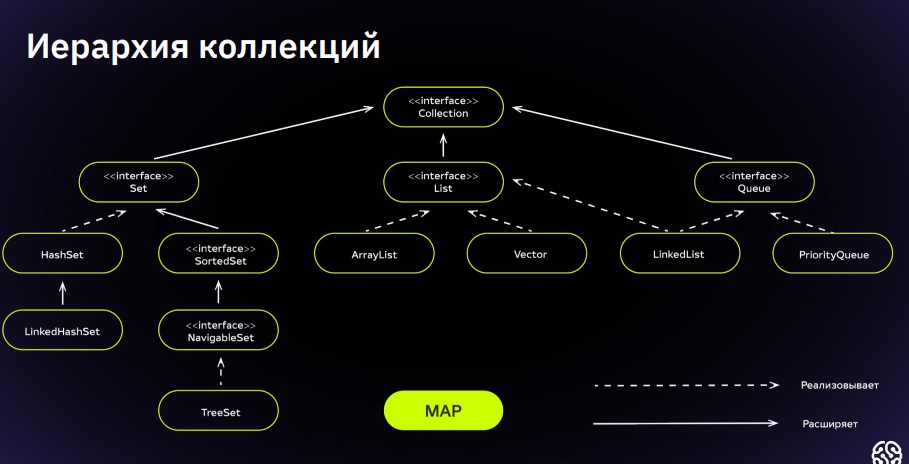 Иерархия коллекций
<<interface>>
Collection
<<interface>>
Set
<<interface>>
List
<<interface>>
Queue
HashSet
<<interface>>
SortedSet
ArrayList
Vector
LinkedList
PriorityQueue
LinkedHashSet
<<interface>>
NavigableSet
TreeSet
MAP
Реализовывает
Расширяет